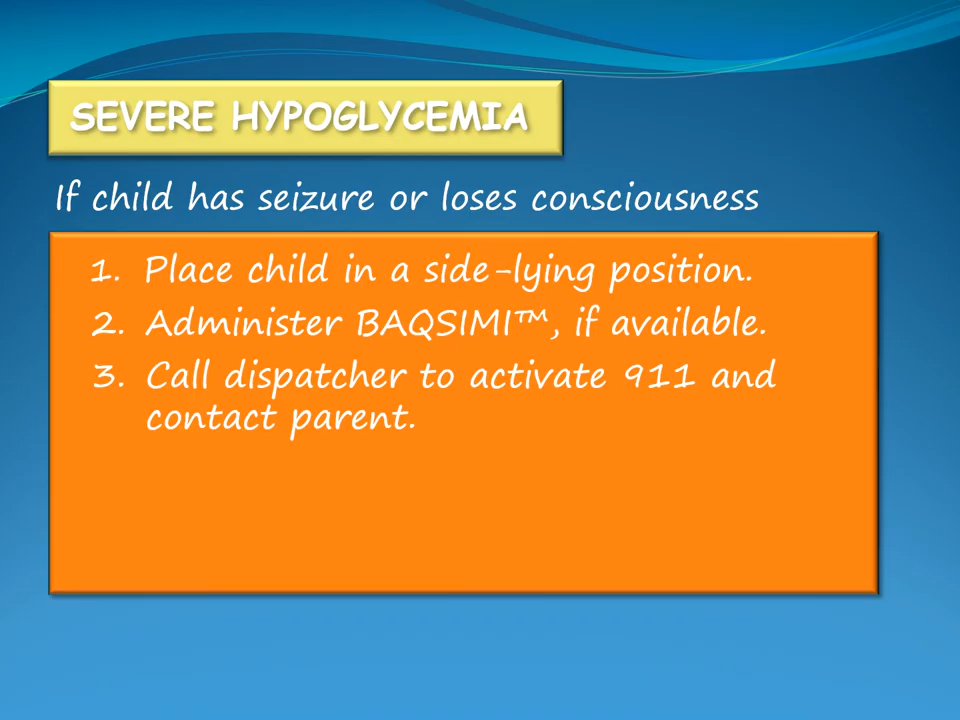 SEVERE HYPOGLYCEMIA
If child has seizure or loses consciousness
1. Place child in a side-lying position.
2. Administer BAQSIMI™, if available.
3. Call dispatcher to activate 911 and
contact parent.